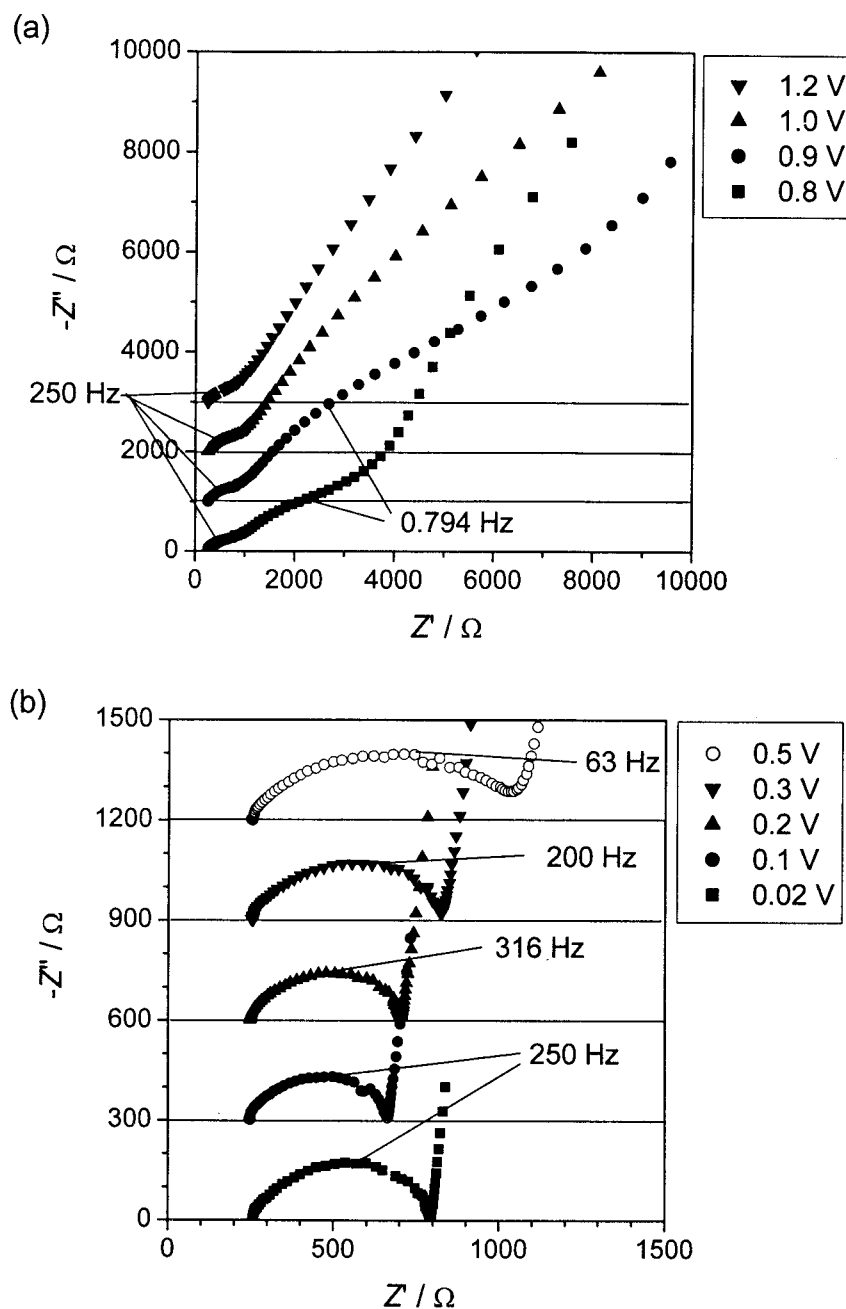 (a)
10000
8000
6000
4000
2000
0
-Z" / Ω
250 Hz
0.794 Hz
0 2000 4000 6000 8000 10000
Z' / Ω
1.2 V
1.0 V
0.9 V
0.8 V
(b)
1500
1200
900
600
300
0
-Z" / Ω
63 Hz
200 Hz
316 Hz
250 Hz
0 500 1000 1500
Z' / Ω
0.5 V
0.3 V
0.2 V
0.1 V
0.02 V